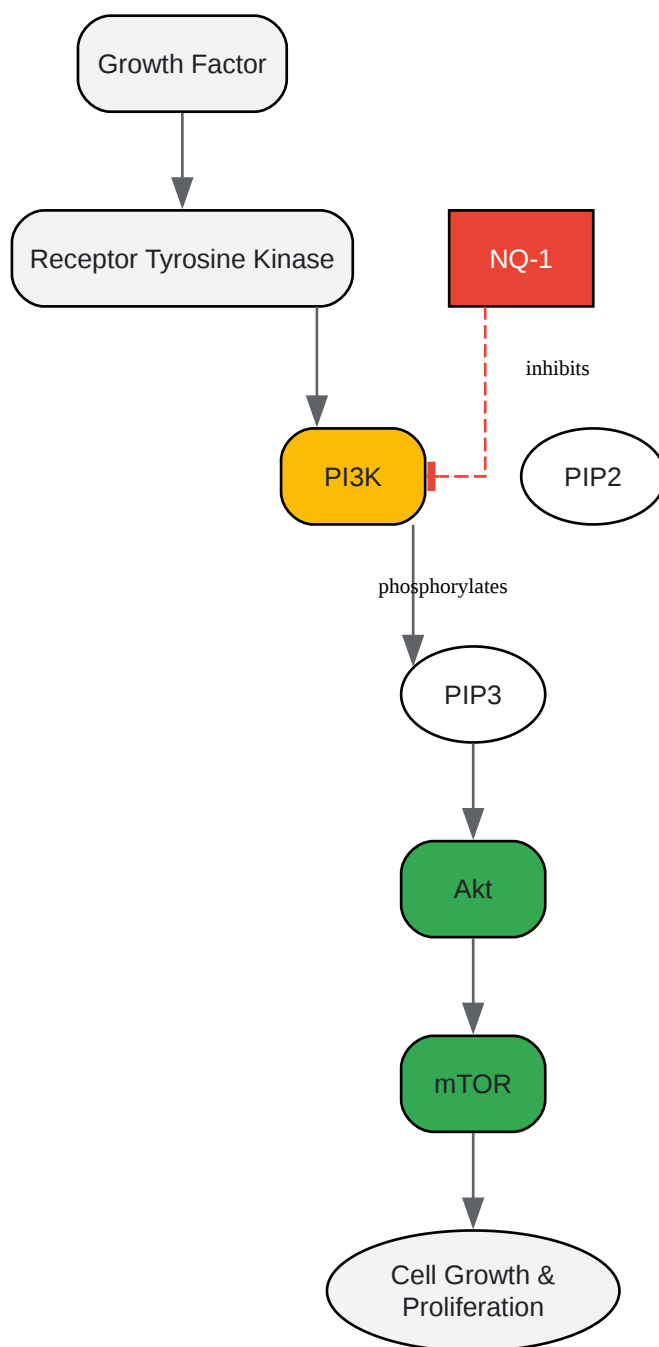 Growth Factor
Receptor Tyrosine Kinase
NQ-1
inhibits
PI3K
PIP2
phosphorylates
PIP3
Akt
mTOR
Cell Growth &
Proliferation